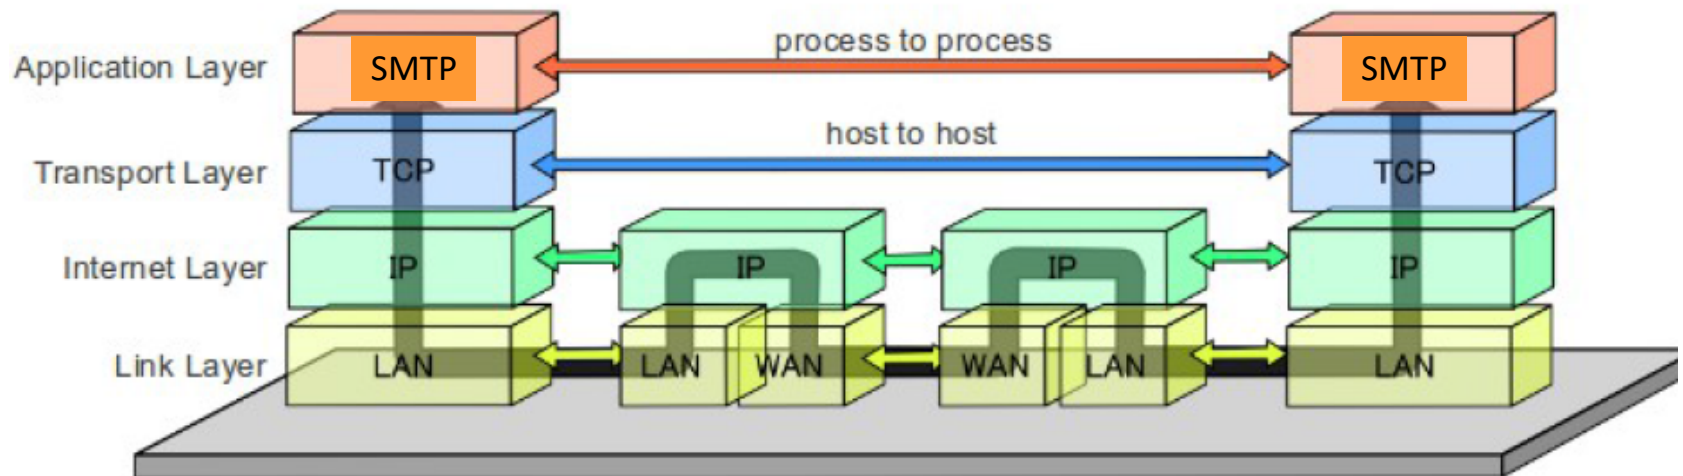 process to process
Application Layer SMTP SMTP
host to host
Transport Layer TCP TCP
Internet Layer IP IP IP IP
Link Layer LAN LAN WAN WAN LAN LAN